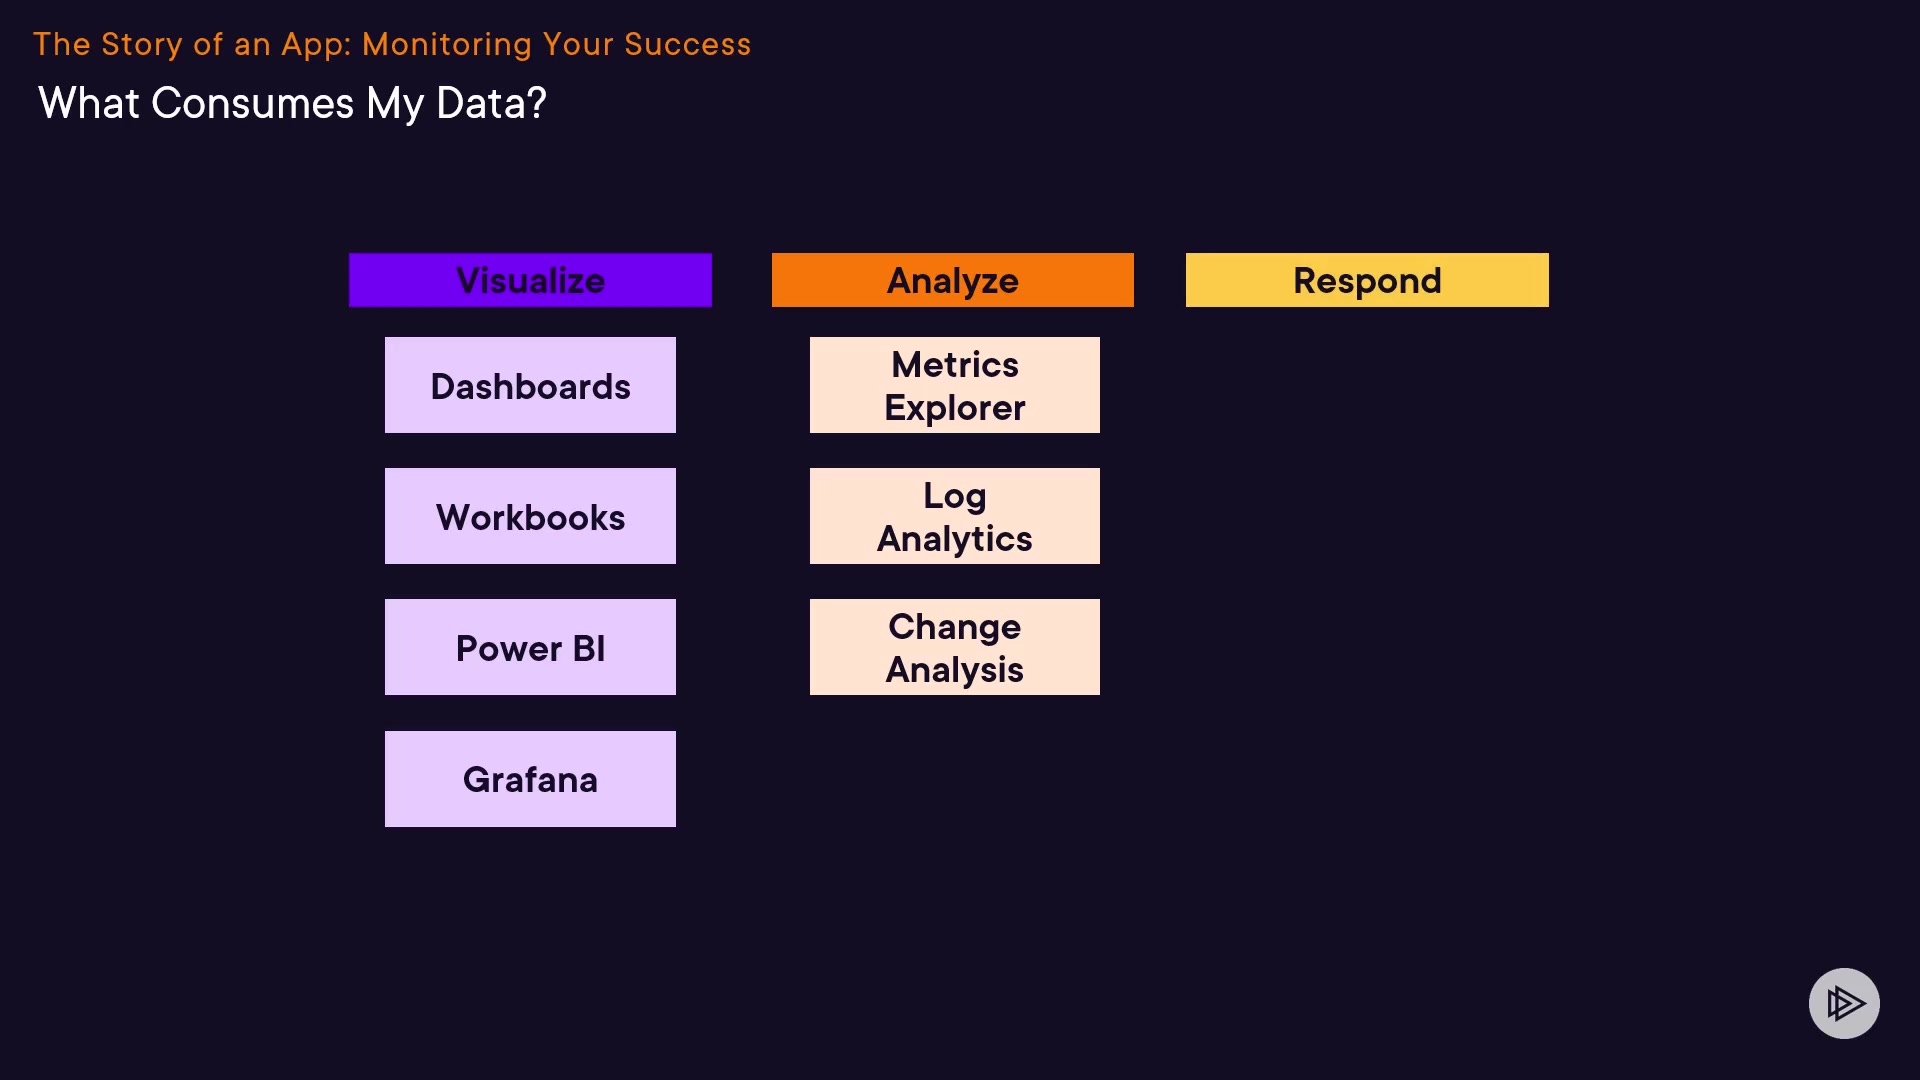 The Story of an App: Monitoring Your Success
What Consumes My Data?
Visualize
Analyze
Respond
Dashboards
Metrics
Explorer
Workbooks
Log
Analytics
Power BI
Change
Analysis
Grafana